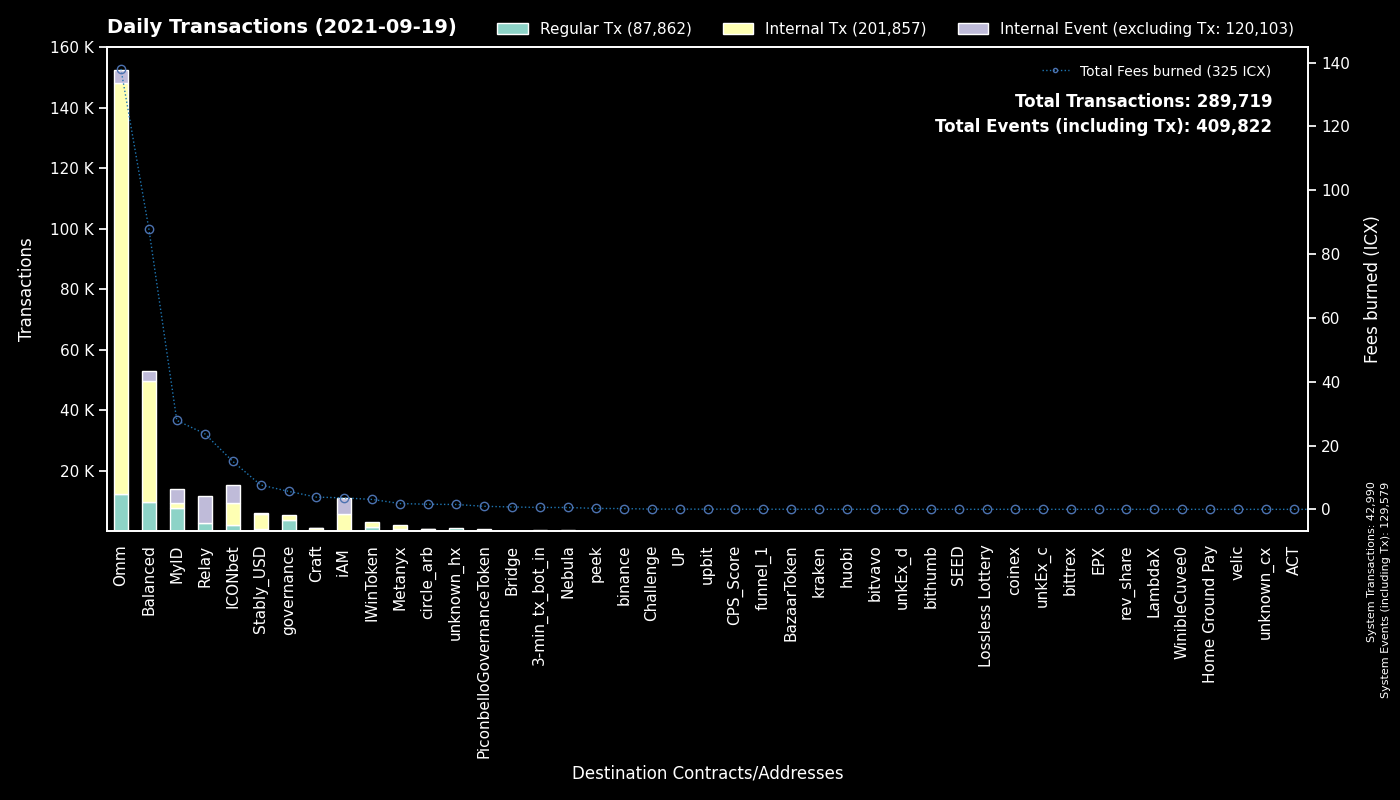 Daily Transactions (2021-09-19)
Regular Tx (87,862)
Internal Tx (201,857)
Internal Event (excluding Tx: 120,103)
Total Fees burned (325 ICX)
Total Transactions: 289,719
Total Events (including Tx): 409,822
Transactions
160 K
140 K
120 K
100 K
80 K
60 K
40 K
20 K
140
120
100
80
60
40
20
0
Fees burned (ICX)
System Transactions: 42,990
System Events (including Tx): 129,579
Omm
Balanced
MyID
Relay
ICONbet
Stably_USD
governance
Craft
iAM
IWinToken
Metanyx
circle_arb
unknown_hx
PiconbelloGovernanceToken
Bridge
3-min_tx_bot_in
Nebula
peek
binance
Challenge
UP
upbit
CPS_Score
funnel_1
BazaarToken
kraken
huobi
bitvavo
unkEx_d
bithumb
SEED
Lossless Lottery
coinex
unkEx_c
bittrex
EPX
rev_share
LambdaX
WinibleCuvee0
Home Ground Pay
velic
unknown_cx
ACT
Destination Contracts/Addresses